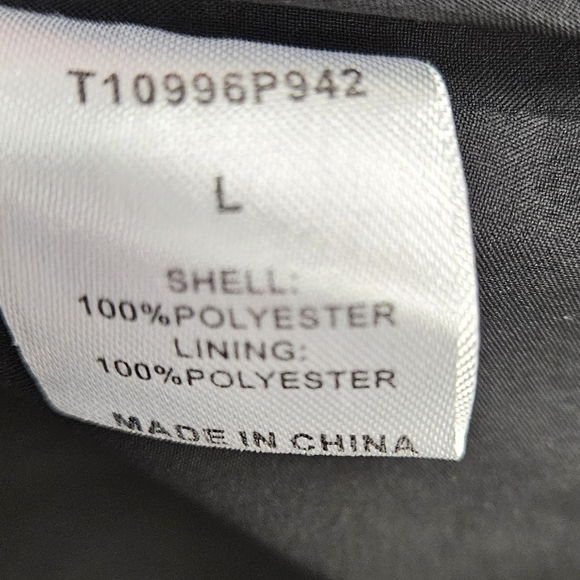 T10996P942
L
SHELL:
100%POLYESTER
LINING:
100%POLYESTER
MADE IN CHINA